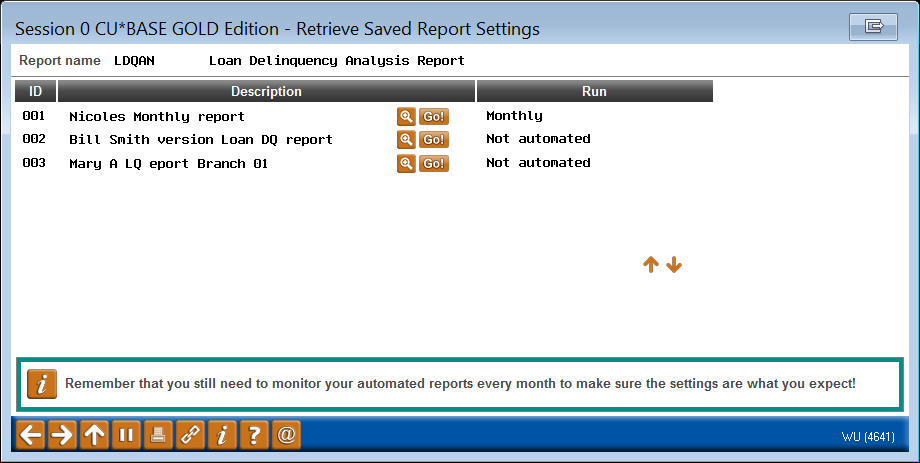 Session 0 CU*BASE GOLD Edition - Retrieve Saved Report Settings
Report name LDQAN Loan Delinquency Analysis Report
ID Description Run
001 Nicoles Monthly report Go! Monthly
002 Bill Smith version Loan DQ report Go! Not automated
003 Mary A LQ eport Branch 01 Go! Not automated
i Remember that you still need to monitor your automated reports every month to make sure the settings are what you expect!
i ? @ WU (4641)